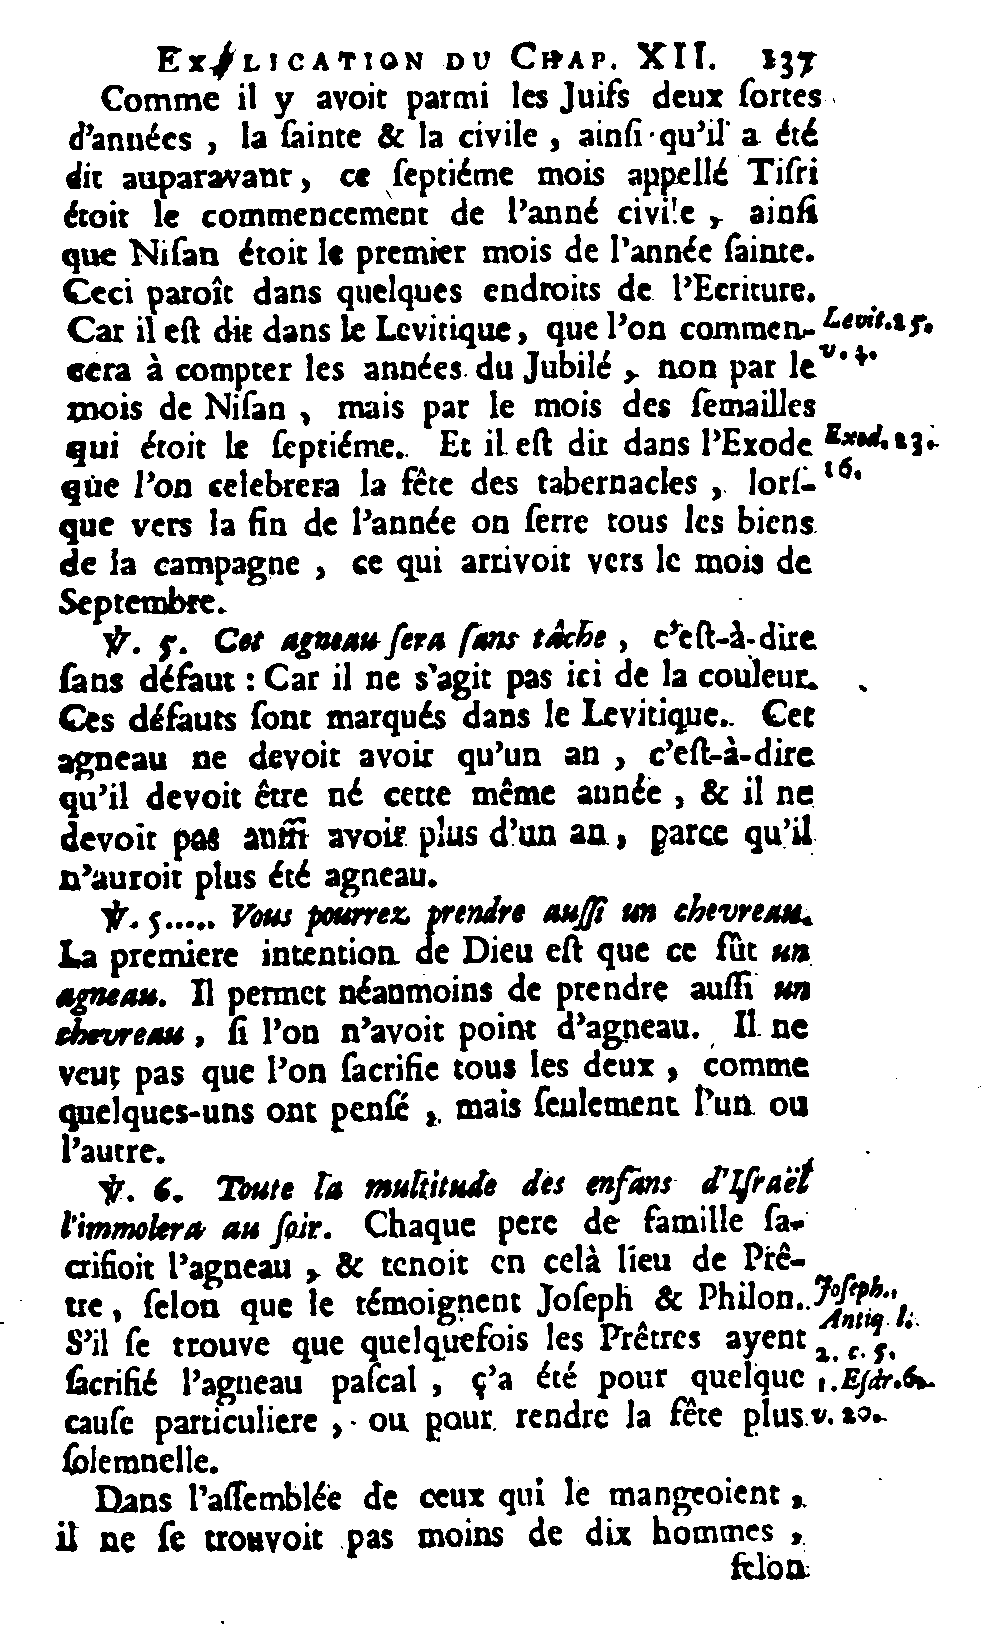 EXPLICATION DU CHAP. XII. 137
Comme il y avoit parmi les Juifs deux ſortes
d'années, la ſainte & la civile, ainſi qu'il a été
dit auparavant, ce ſeptiéme mois appellé Tiſri
étoit le commencement de l'anné civile, ainſi
que Niſan étoit le premier mois de l'année ſainte.
Ceci paroît dans quelques endroits de l'Ecriture.
Car il eſt dit dans le Levitique, que l'on commen- Levit. 25.
cera à compter les années du Jubilé, non par le v. 4.
mois de Niſan, mais par le mois des ſemailles
qui étoit le ſeptiéme. Et il eſt dit dans l'Exode Exod. 23.
que l'on celebrera la fête des tabernacles, lorſ- 16.
que vers la fin de l'année on ſerre tous les biens
de la campagne, ce qui arrivoit vers le mois de
Septembre.
℣. 5. Cet agneau ſera ſans tâche, c'eſt-à-dire
ſans défaut : Car il ne s'agit pas ici de la couleur.
Ces défauts ſont marqués dans le Levitique. Cet
agneau ne devoit avoir qu'un an, c'eſt-à-dire
qu'il devoit être né cette même année, & il ne
devoit pas auſſi avoir plus d'un an, parce qu'il
n'auroit plus été agneau.
℣. 5..... Vous pourrez prendre auſſi un chevreau.
La premiere intention de Dieu eſt que ce fût un
agneau. Il permet néanmoins de prendre auſſi un
chevreau, ſi l'on n'avoit point d'agneau. Il ne
veut pas que l'on ſacrifie tous les deux, comme
quelques-uns ont penſé, mais ſeulement l'un ou
l'autre.
℣. 6. Toute la multitude des enfans d'Iſraël
l'immolera au ſoir. Chaque pere de famille ſa-
crifioit l'agneau, & tenoit en celà lieu de Prê-
tre, ſelon que le témoignent Joſeph & Philon. Joſeph.
S'il ſe trouve que quelquefois les Prêtres ayent Antiq. l.
ſacrifié l'agneau paſcal, ç'a été pour quelque 2. c. 5.
cauſe particuliere, ou pour rendre la fête plus 1. Eſdr. 6.
ſolemnelle. v. 20.
Dans l'aſſemblée de ceux qui le mangeoient,
il ne ſe trouvoit pas moins de dix hommes,
ſelon